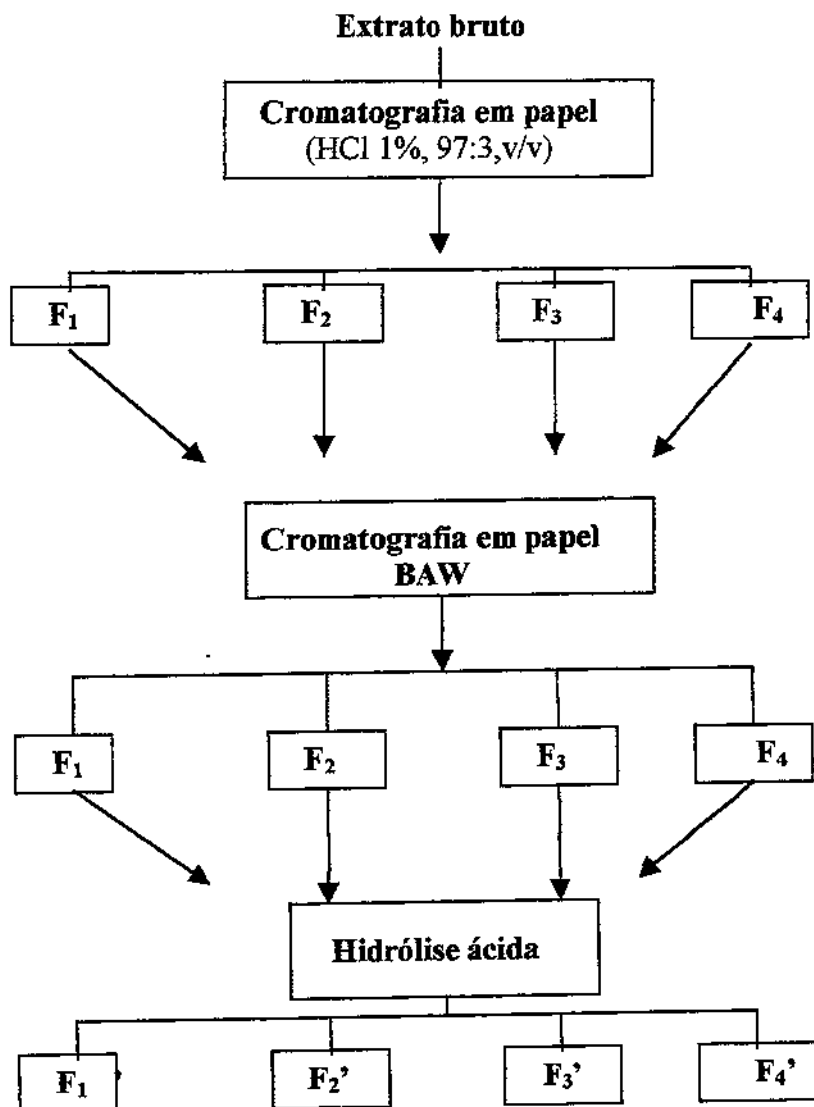 Extrato bruto
Cromatografia em papel
(HCl 1%, 97:3,v/v)
F₁ F₂ F₃ F₄
Cromatografia em papel
BAW
F₁ F₂ F₃ F₄
Hidrólise ácida
F₁’ F₂’ F₃’ F₄’